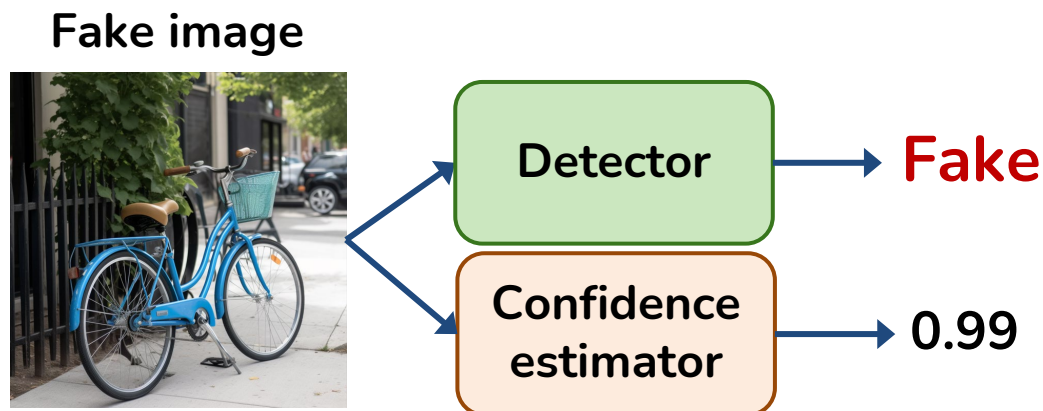 Fake image
Detector
Fake
Confidence
estimator
0.99